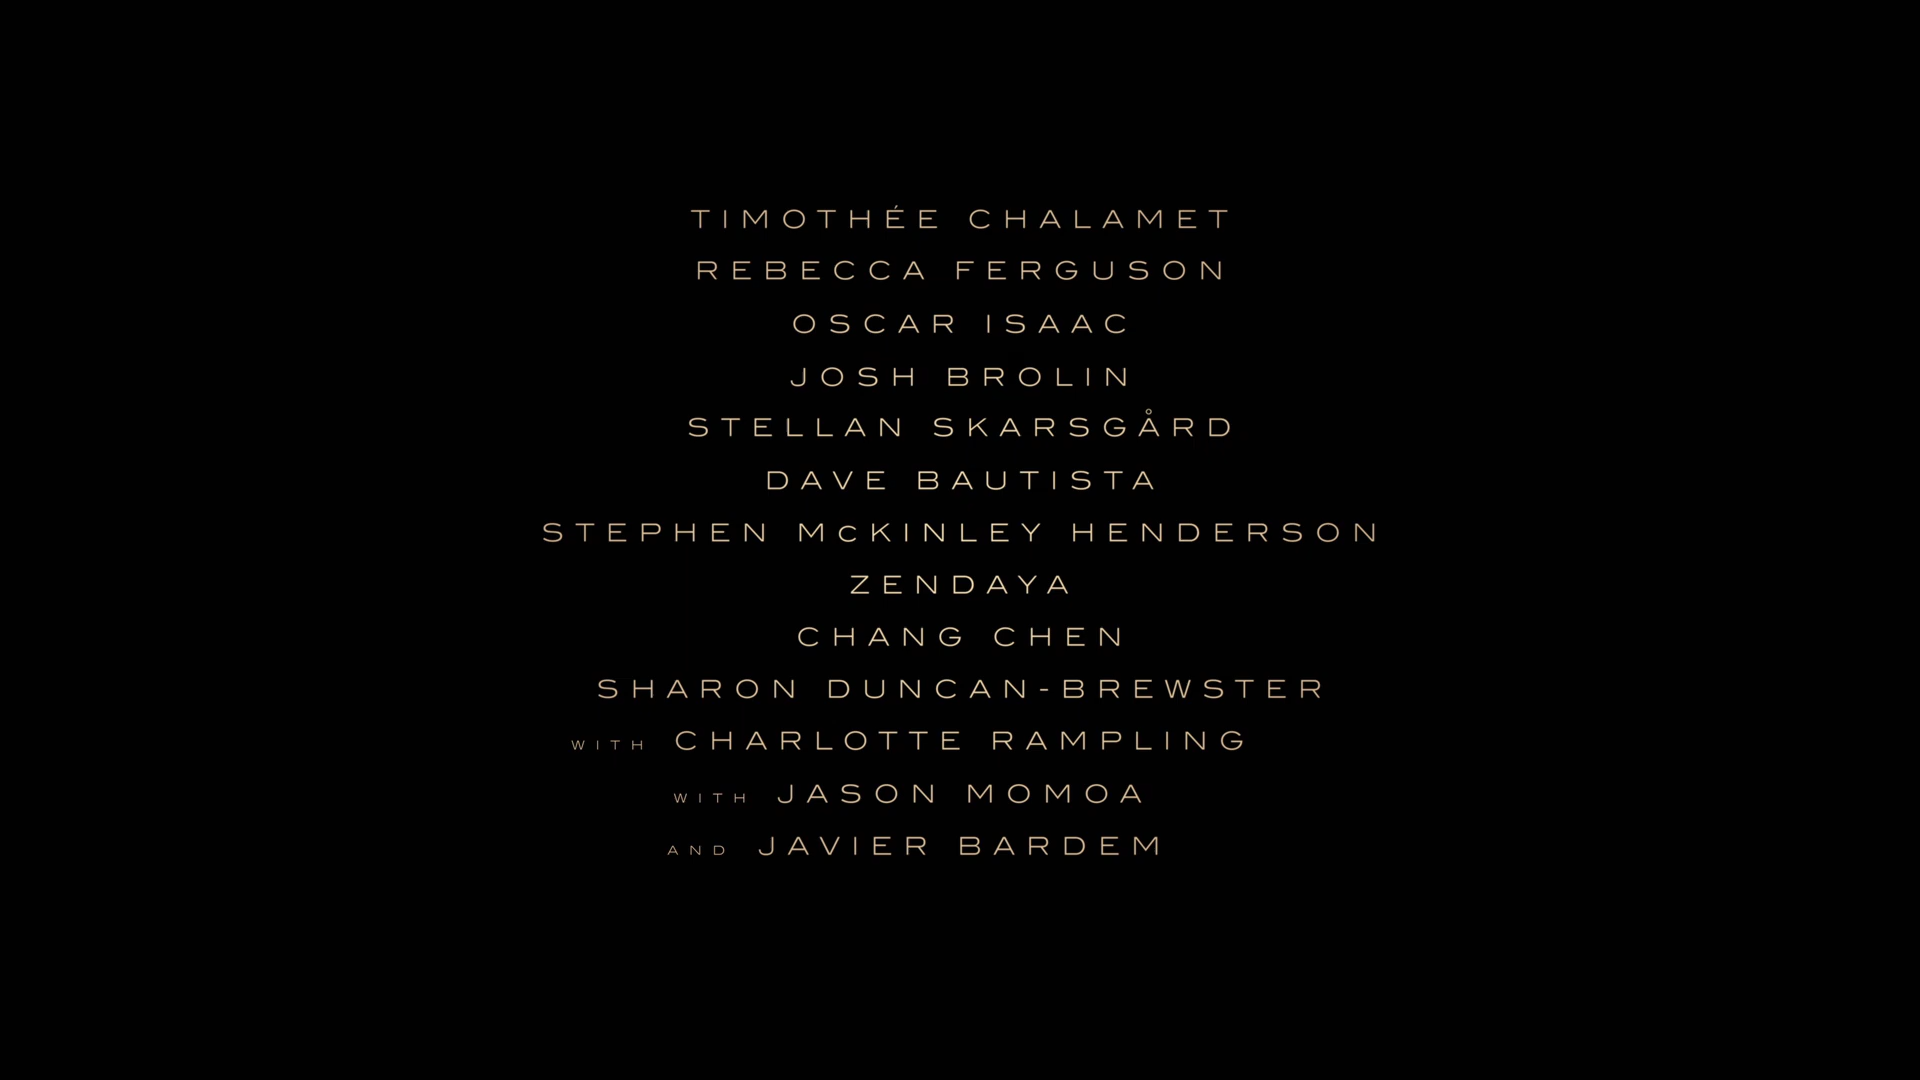 TIMOTHÉE CHALAMET
REBECCA FERGUSON
OSCAR ISAAC
JOSH BROLIN
STELLAN SKARSGÅRD
DAVE BAUTISTA
STEPHEN McKINLEY HENDERSON
ZENDAYA
CHANG CHEN
SHARON DUNCAN-BREWSTER
WITH CHARLOTTE RAMPLING
WITH JASON MOMOA
AND JAVIER BARDEM